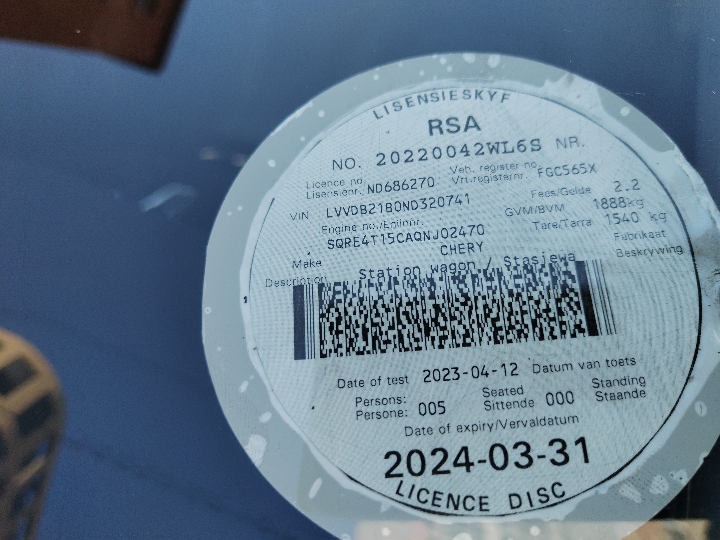 LISENSIESKYF
RSA
NO. 20220042WL6S NR.
Licence no. Veh. register no.
Lisensienr. ND686270 Vrt.registernr. FGC565X
VIN LVVDB21B0ND320741 Fees/Gelde 2.2
Engine no./Enjinnr. GVM/BVM 1888kg
SQRE4T15CAQNJ02470 Tare/Tarra 1540 kg
Make CHERY Fabrikaat
Description Station wagon / Stasiewa Beskrywing
Date of test 2023-04-12 Datum van toets
Persons: Seated Standing
Persone: 005 Sittende 000 Staande
Date of expiry/Vervaldatum
2024-03-31
LICENCE DISC